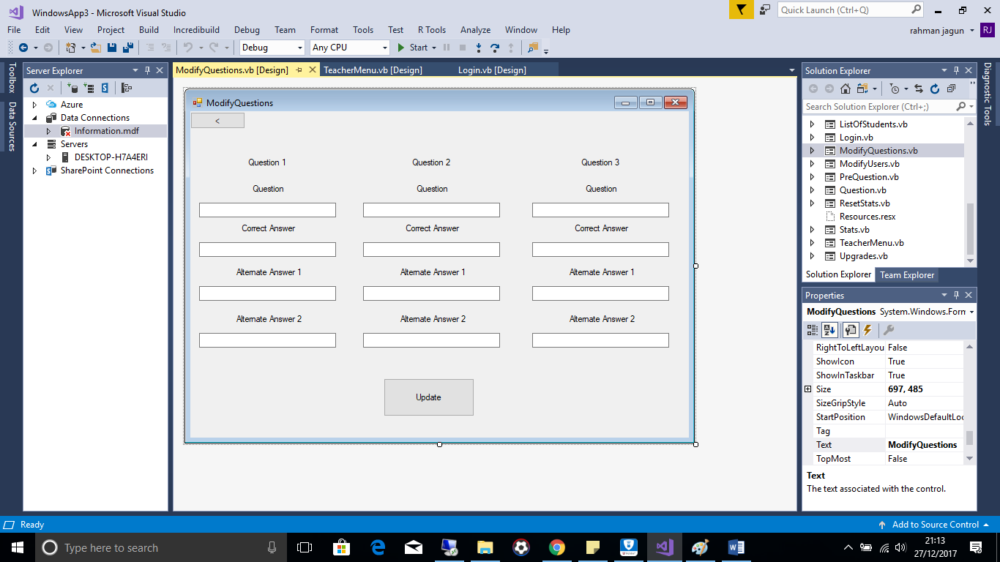 WindowsApp3 - Microsoft Visual Studio
Quick Launch (Ctrl+Q)
File Edit View Project Build Incredibuild Debug Team Format Tools Test R Tools Analyze Window Help
rahman jagun RJ
Debug Any CPU Start
Toolbox
Data Sources
Server Explorer
Azure
Data Connections
Information.mdf
Servers
DESKTOP-H7A4ERI
SharePoint Connections
ModifyQuestions.vb [Design] TeacherMenu.vb [Design] Login.vb [Design]
ModifyQuestions
<
Question 1 Question 2 Question 3
Question Question Question
Correct Answer Correct Answer Correct Answer
Alternate Answer 1 Alternate Answer 1 Alternate Answer 1
Alternate Answer 2 Alternate Answer 2 Alternate Answer 2
Update
Solution Explorer
Search Solution Explorer (Ctrl+;)
ListOfStudents.vb
Login.vb
ModifyQuestions.vb
ModifyUsers.vb
PreQuestion.vb
Question.vb
ResetStats.vb
Resources.resx
Stats.vb
TeacherMenu.vb
Upgrades.vb
Solution Explorer Team Explorer
Properties
ModifyQuestions System.Windows.Form
RightToLeftLayou False
ShowIcon True
ShowInTaskbar True
Size 697, 485
SizeGripStyle Auto
StartPosition WindowsDefaultLoc
Tag
Text ModifyQuestions
TopMost False
Text
The text associated with the control.
Diagnostic Tools
Ready
Add to Source Control
Type here to search
21:13
27/12/2017